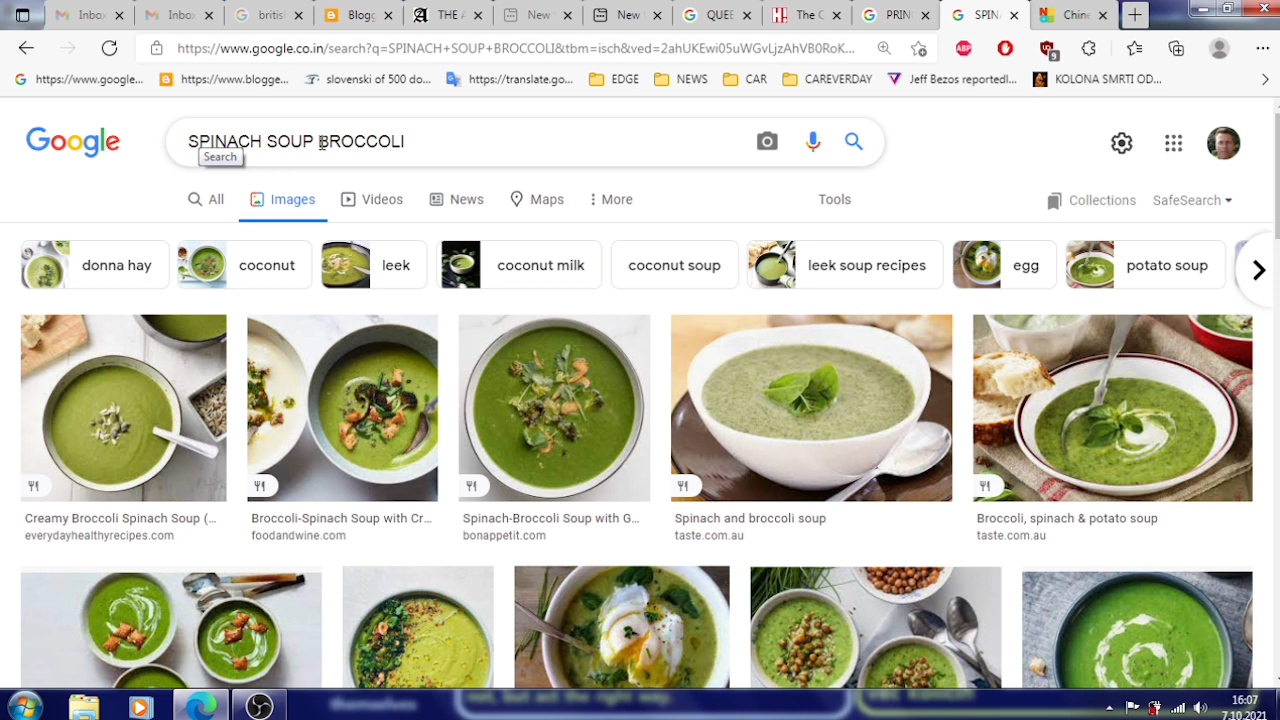 Inbox
Inbox
britis
Blogg
THE A
New
New
QUEE
The C
PRIN
SPIN
Chine
https://www.google.co.in/search?q=SPINACH+SOUP+BROCCOLI&tbm=isch&ved=2ahUKEwi05uWGvLjzAhVB0RoK...
https://www.google...
https://www.blogge...
slovenski of 500 do...
https://translate.go...
EDGE
NEWS
CAR
CAREVERDAY
Jeff Bezos reportedl...
KOLONA SMRTI OD...
Google
SPINACH SOUP BROCCOLI
Search
All
Images
Videos
News
Maps
More
Tools
Collections
SafeSearch
donna hay
coconut
leek
coconut milk
coconut soup
leek soup recipes
egg
potato soup
Creamy Broccoli Spinach Soup (...
everydayhealthyrecipes.com
Broccoli-Spinach Soup with Cr...
foodandwine.com
Spinach-Broccoli Soup with G...
bonappetit.com
Spinach and broccoli soup
taste.com.au
Broccoli, spinach & potato soup
taste.com.au
themselves
16:07
7.10.2021